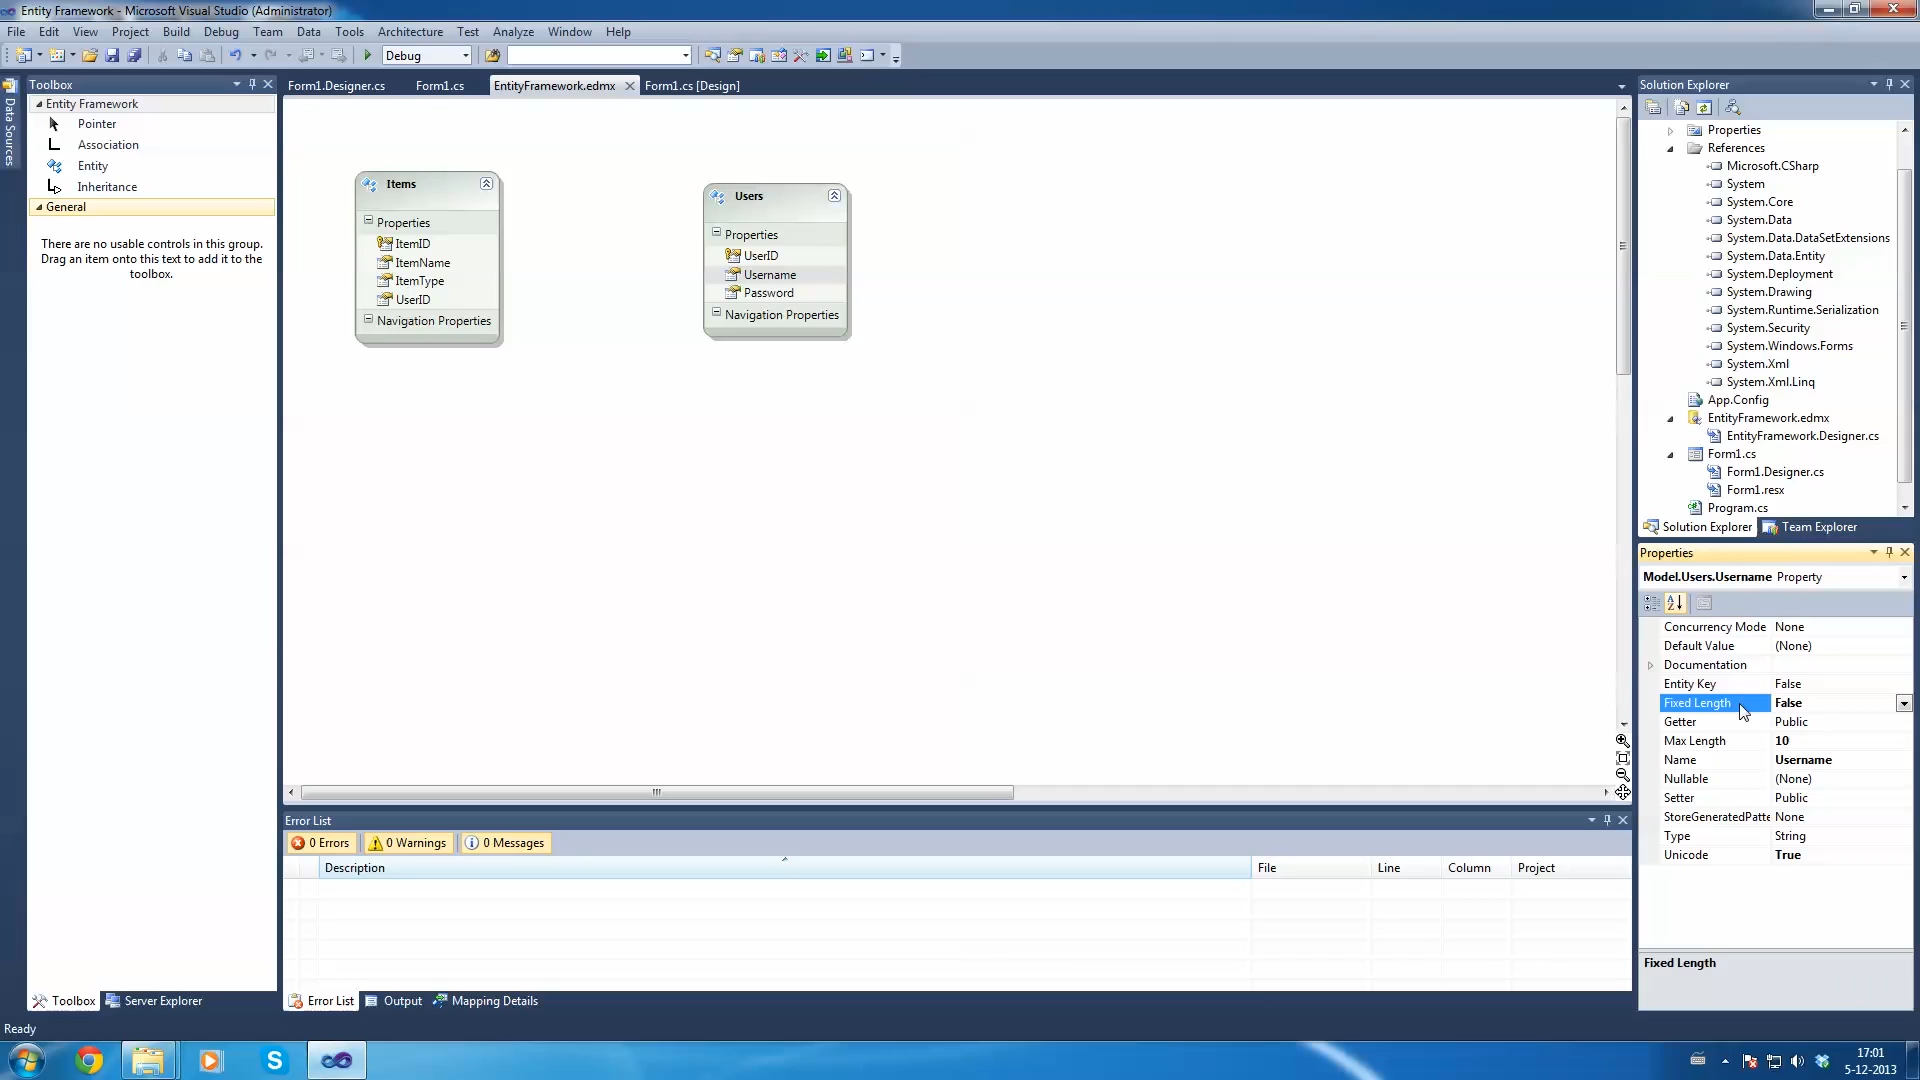 Entity Framework - Microsoft Visual Studio (Administrator)
File Edit View Project Build Debug Team Data Tools Architecture Test Analyze Window Help
Debug
Data Sources
Toolbox
Entity Framework
Pointer
Association
Entity
Inheritance
General
There are no usable controls in this group.
Drag an item onto this text to add it to the
toolbox.
Toolbox Server Explorer
Form1.Designer.cs Form1.cs EntityFramework.edmx Form1.cs [Design]
Items
Properties
ItemID
ItemName
ItemType
UserID
Navigation Properties
Users
Properties
UserID
Username
Password
Navigation Properties
Error List
0 Errors 0 Warnings 0 Messages
Description File Line Column Project
Error List Output Mapping Details
Solution Explorer
Properties
References
Microsoft.CSharp
System
System.Core
System.Data
System.Data.DataSetExtensions
System.Data.Entity
System.Deployment
System.Drawing
System.Runtime.Serialization
System.Security
System.Windows.Forms
System.Xml
System.Xml.Linq
App.Config
EntityFramework.edmx
EntityFramework.Designer.cs
Form1.cs
Form1.Designer.cs
Form1.resx
Program.cs
Solution Explorer Team Explorer
Properties
Model.Users.Username Property
Concurrency Mode None
Default Value (None)
Documentation
Entity Key False
Fixed Length False
Getter Public
Max Length 10
Name Username
Nullable (None)
Setter Public
StoreGeneratedPatte None
Type String
Unicode True
Fixed Length
Ready
17:01
5-12-2013